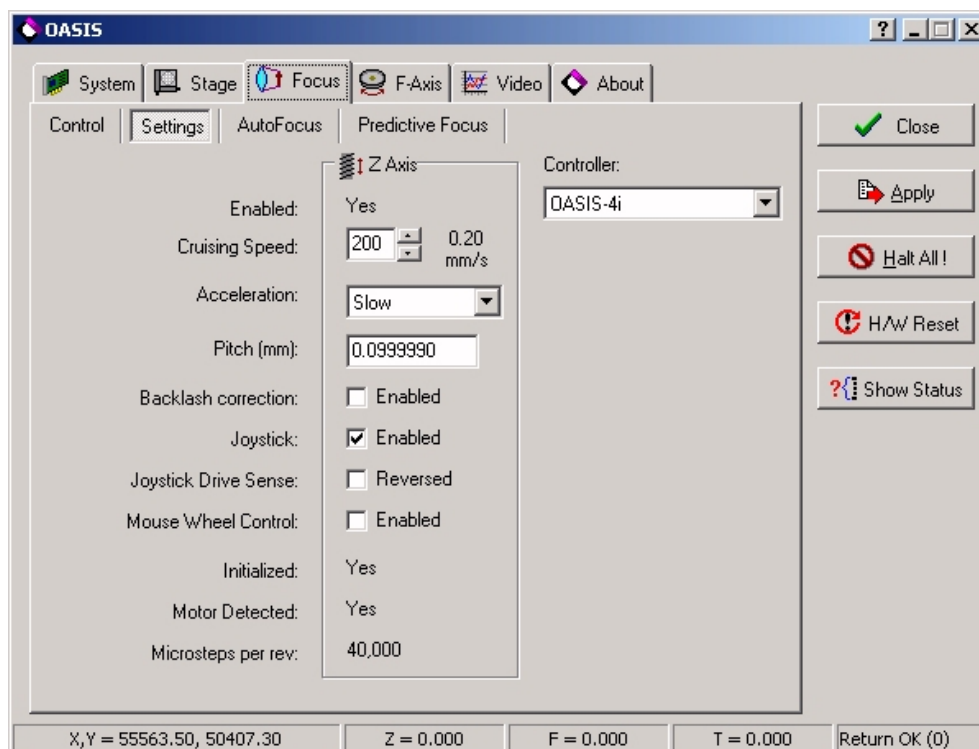 OASIS
System Stage Focus F-Axis Video About
Control Settings AutoFocus Predictive Focus
Z Axis
Controller:
OASIS-4i
Enabled: Yes
Cruising Speed: 200 0.20 mm/s
Acceleration: Slow
Pitch (mm): 0.0999990
Backlash correction: Enabled
Joystick: Enabled
Joystick Drive Sense: Reversed
Mouse Wheel Control: Enabled
Initialized: Yes
Motor Detected: Yes
Microsteps per rev: 40,000
Close
Apply
Halt All !
H/W Reset
Show Status
X,Y = 55563.50, 50407.30 Z = 0.000 F = 0.000 T = 0.000 Return OK (0)